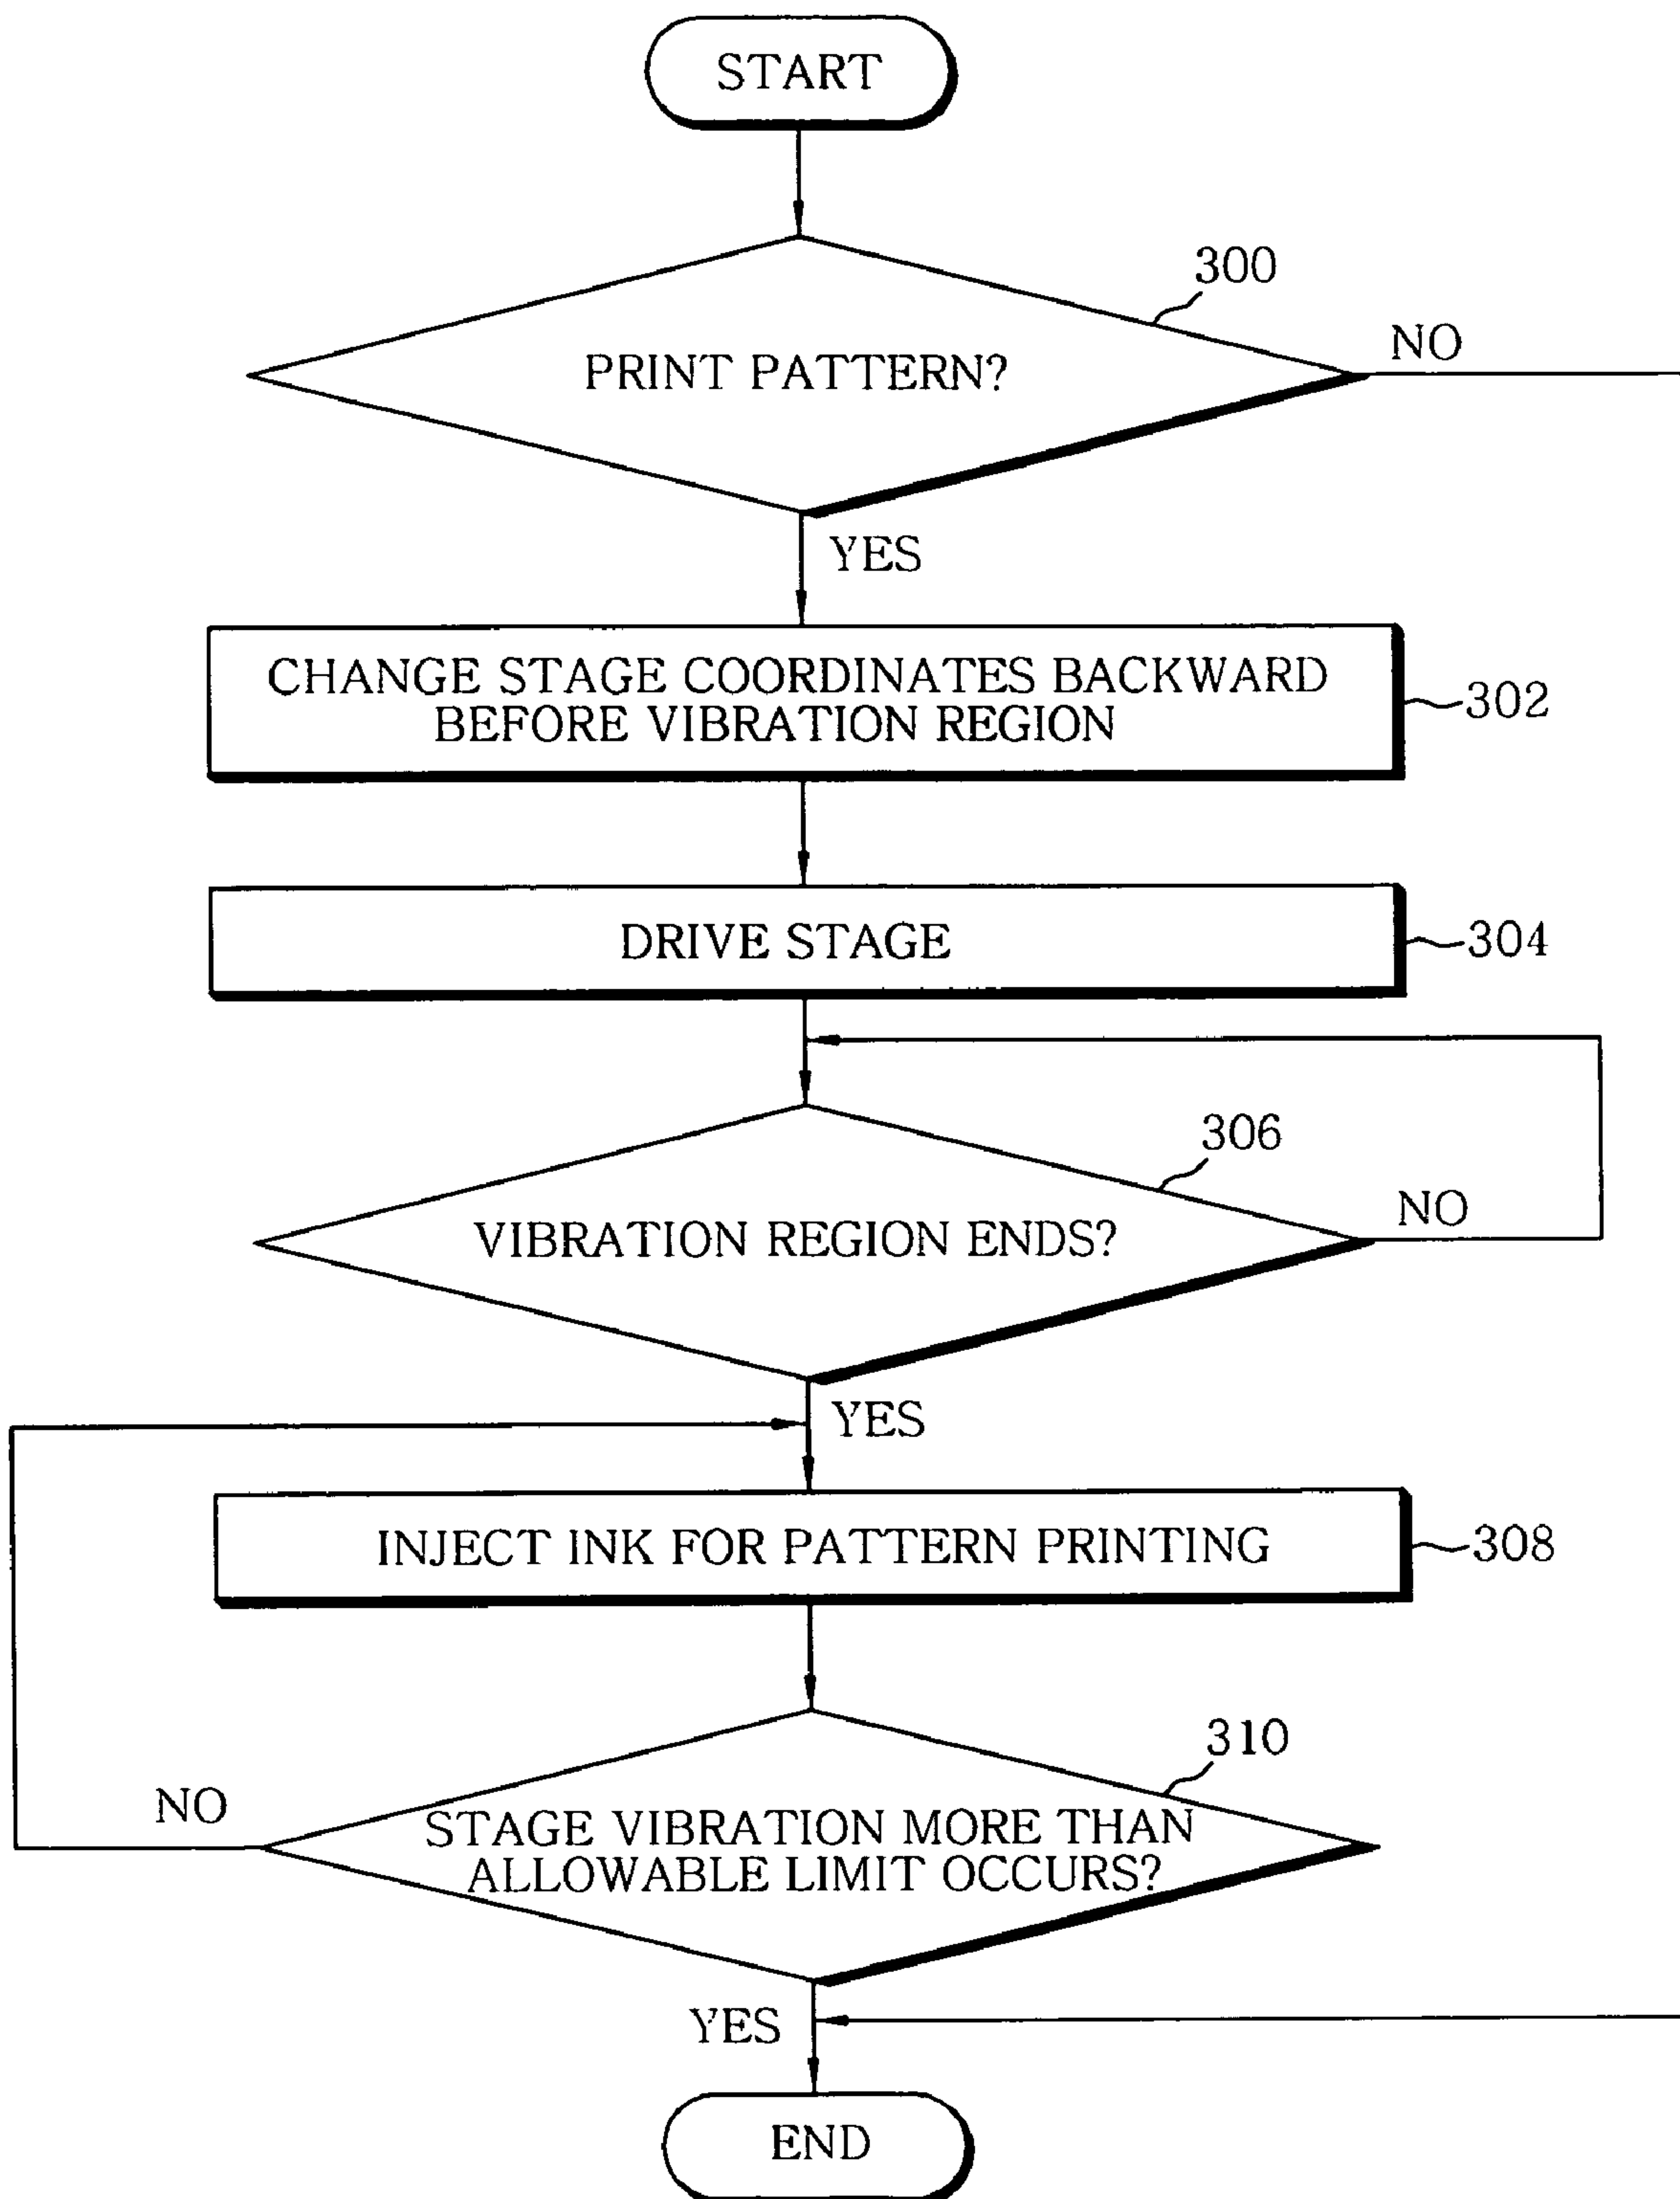 START
300
PRINT PATTERN?
NO
YES
CHANGE STAGE COORDINATES BACKWARD
BEFORE VIBRATION REGION
302
DRIVE STAGE
304
306
VIBRATION REGION ENDS?
NO
YES
INJECT INK FOR PATTERN PRINTING
308
310
NO
STAGE VIBRATION MORE THAN
ALLOWABLE LIMIT OCCURS?
YES
END